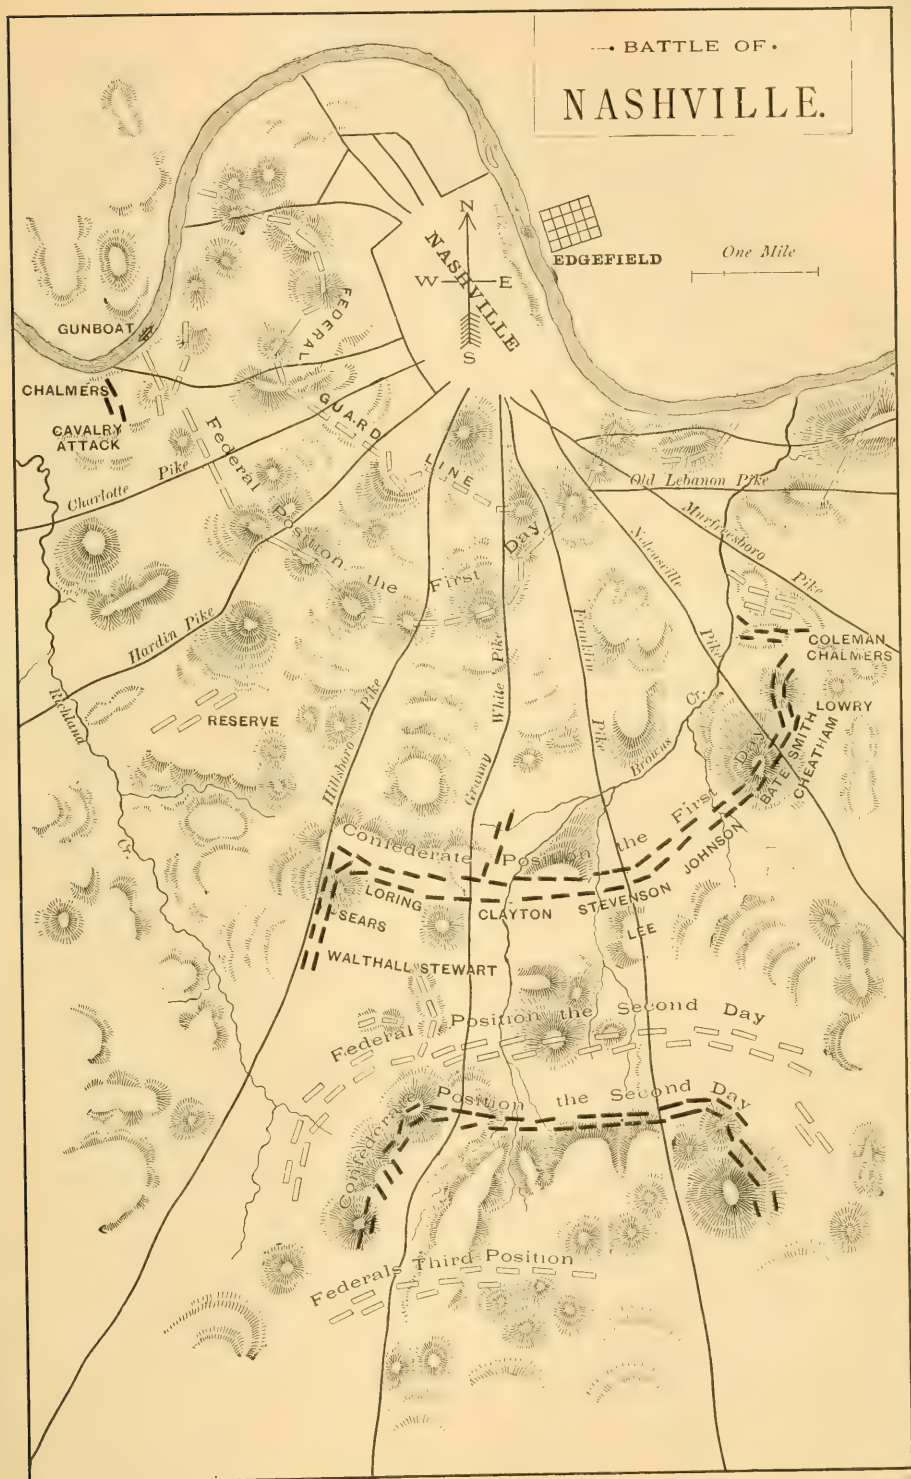 BATTLE OF
NASHVILLE.
N
W E
S
NASHVILLE
EDGEFIELD
One Mile
GUNBOAT
FEDERAL
GUARD
LINE
CHALMERS
CAVALRY
ATTACK
Charlotte Pike
Federal Position the First Day
Old Lebanon Pike
Murfreesboro Pike
Nolensville Pike
Hardin Pike
Richland Cr.
RESERVE
Hillsboro Pike
Granny White Pike
Franklin Pike
Browns Cr.
COLEMAN
CHALMERS
LOWRY
SMITH
BATE
CHEATHAM
Confederate Position the First Day
JOHNSON
STEVENSON
LORING
CLAYTON
SEARS
LEE
WALTHALL STEWART
Federal Position the Second Day
Confederate Position the Second Day
Federals Third Position